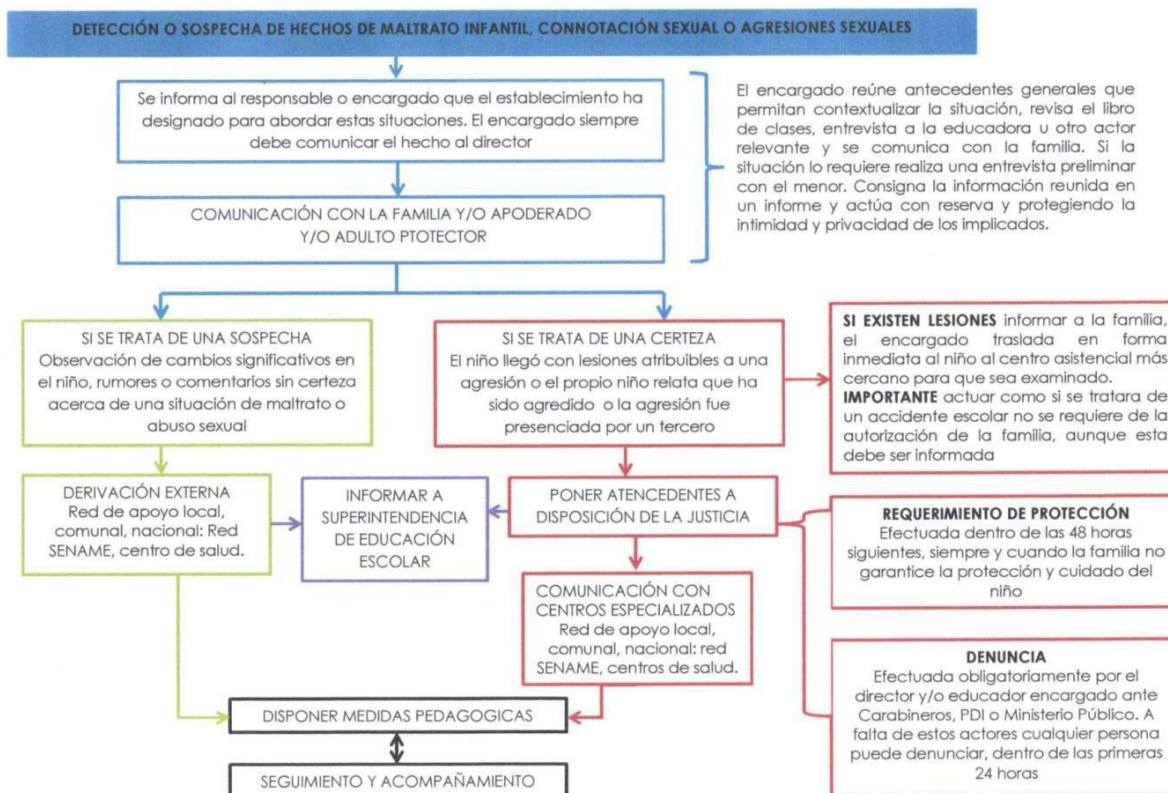 DETECCIÓN O SOSPECHA DE HECHOS DE MALTRATO INFANTIL, CONNOTACIÓN SEXUAL O AGRESIONES SEXUALES
Se informa al responsable o encargado que el establecimiento ha
designado para abordar estas situaciones. El encargado siempre
debe comunicar el hecho al director
El encargado reúne antecedentes generales que
permitan contextualizar la situación, revisa el libro
de clases, entrevista a la educadora u otro actor
relevante y se comunica con la familia. Si la
situación lo requiere realiza una entrevista preliminar
con el menor. Consigna la información reunida en
un informe y actúa con reserva y protegiendo la
intimidad y privacidad de los implicados.
COMUNICACIÓN CON LA FAMILIA Y/O APODERADO
Y/O ADULTO PTOTECTOR
SI SE TRATA DE UNA SOSPECHA
Observación de cambios significativos en
el niño, rumores o comentarios sin certeza
acerca de una situación de maltrato o
abuso sexual
SI SE TRATA DE UNA CERTEZA
El niño llegó con lesiones atribuibles a una
agresión o el propio niño relata que ha
sido agredido o la agresión fue
presenciada por un tercero
SI EXISTEN LESIONES informar a la familia,
el encargado traslada en forma
inmediata al niño al centro asistencial más
cercano para que sea examinado.
IMPORTANTE actuar como si se tratara de
un accidente escolar no se requiere de la
autorización de la familia, aunque esta
debe ser informada
DERIVACIÓN EXTERNA
Red de apoyo local,
comunal, nacional: Red
SENAME, centro de salud.
INFORMAR A
SUPERINTENDENCIA
DE EDUCACIÓN
ESCOLAR
PONER ATENCEDENTES A
DISPOSICIÓN DE LA JUSTICIA
REQUERIMIENTO DE PROTECCIÓN
Efectuada dentro de las 48 horas
siguientes, siempre y cuando la familia no
garantice la protección y cuidado del
niño
COMUNICACIÓN CON
CENTROS ESPECIALIZADOS
Red de apoyo local,
comunal, nacional: red
SENAME, centros de salud.
DENUNCIA
Efectuada obligatoriamente por el
director y/o educador encargado ante
Carabineros, PDI o Ministerio Público. A
falta de estos actores cualquier persona
puede denunciar, dentro de las primeras
24 horas
DISPONER MEDIDAS PEDAGOGICAS
SEGUIMIENTO Y ACOMPAÑAMIENTO